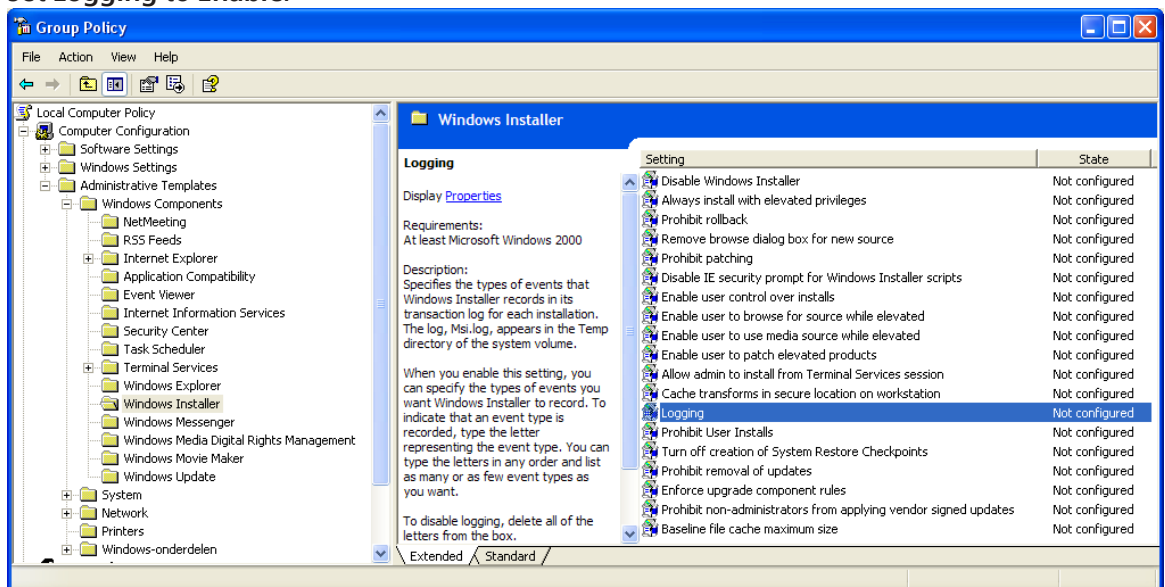 set Logging to Enable.
Group Policy
File Action View Help
Local Computer Policy
Computer Configuration
Software Settings
Windows Settings
Administrative Templates
Windows Components
NetMeeting
RSS Feeds
Internet Explorer
Application Compatibility
Event Viewer
Internet Information Services
Security Center
Task Scheduler
Terminal Services
Windows Explorer
Windows Installer
Windows Messenger
Windows Media Digital Rights Management
Windows Movie Maker
Windows Update
System
Network
Printers
Windows-onderdelen
Windows Installer
Logging
Display Properties
Requirements:
At least Microsoft Windows 2000
Description:
Specifies the types of events that
Windows Installer records in its
transaction log for each installation.
The log, Msi.log, appears in the Temp
directory of the system volume.
When you enable this setting, you
can specify the types of events you
want Windows Installer to record. To
indicate that an event type is
recorded, type the letter
representing the event type. You can
type the letters in any order and list
as many or as few event types as
you want.
To disable logging, delete all of the
letters from the box.
Setting State
Disable Windows Installer Not configured
Always install with elevated privileges Not configured
Prohibit rollback Not configured
Remove browse dialog box for new source Not configured
Prohibit patching Not configured
Disable IE security prompt for Windows Installer scripts Not configured
Enable user control over installs Not configured
Enable user to browse for source while elevated Not configured
Enable user to use media source while elevated Not configured
Enable user to patch elevated products Not configured
Allow admin to install from Terminal Services session Not configured
Cache transforms in secure location on workstation Not configured
Logging Not configured
Prohibit User Installs Not configured
Turn off creation of System Restore Checkpoints Not configured
Prohibit removal of updates Not configured
Enforce upgrade component rules Not configured
Prohibit non-administrators from applying vendor signed updates Not configured
Baseline file cache maximum size Not configured
Extended Standard